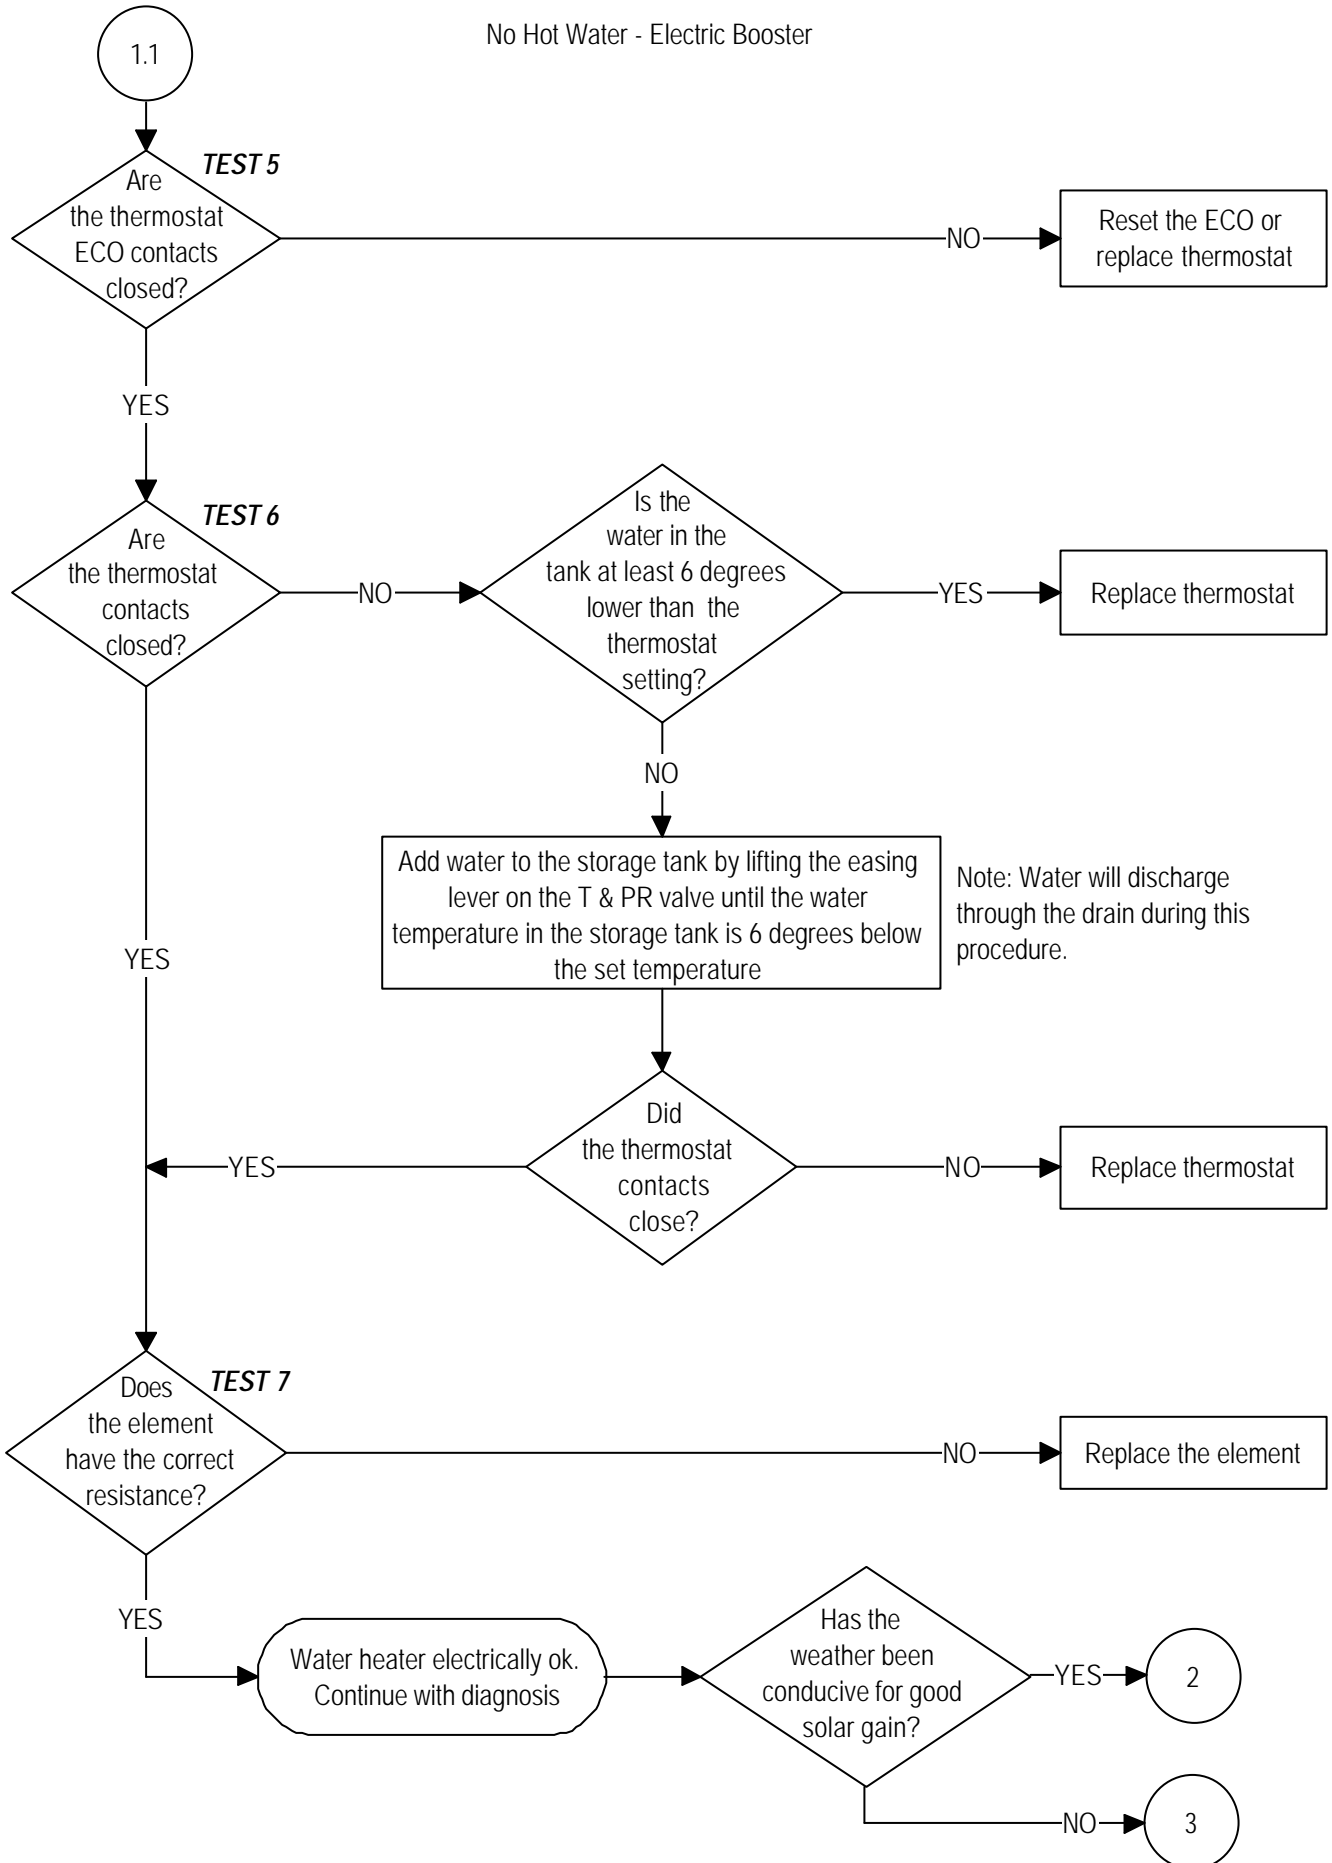 No Hot Water - Electric Booster
1.1
TEST 5
Are
the thermostat
ECO contacts
closed?
NO
Reset the ECO or
replace thermostat
YES
TEST 6
Are
the thermostat
contacts
closed?
NO
Is the
water in the
tank at least 6 degrees
lower than the
thermostat
setting?
YES
Replace thermostat
NO
Add water to the storage tank by lifting the easing
lever on the T & PR valve until the water
temperature in the storage tank is 6 degrees below
the set temperature
Note: Water will discharge
through the drain during this
procedure.
YES
Did
the thermostat
contacts
close?
YES
NO
Replace thermostat
TEST 7
Does
the element
have the correct
resistance?
NO
Replace the element
YES
Water heater electrically ok.
Continue with diagnosis
Has the
weather been
conducive for good
solar gain?
YES
2
NO
3